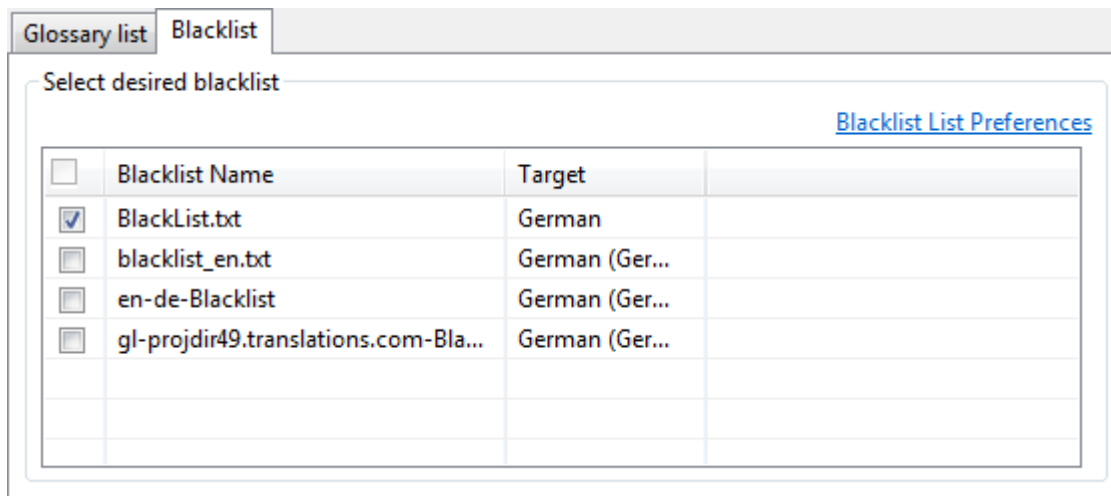 Glossary list Blacklist
Select desired blacklist
Blacklist List Preferences
Blacklist Name Target
BlackList.txt German
blacklist_en.txt German (Ger...
en-de-Blacklist German (Ger...
gl-projdir49.translations.com-Bla... German (Ger...